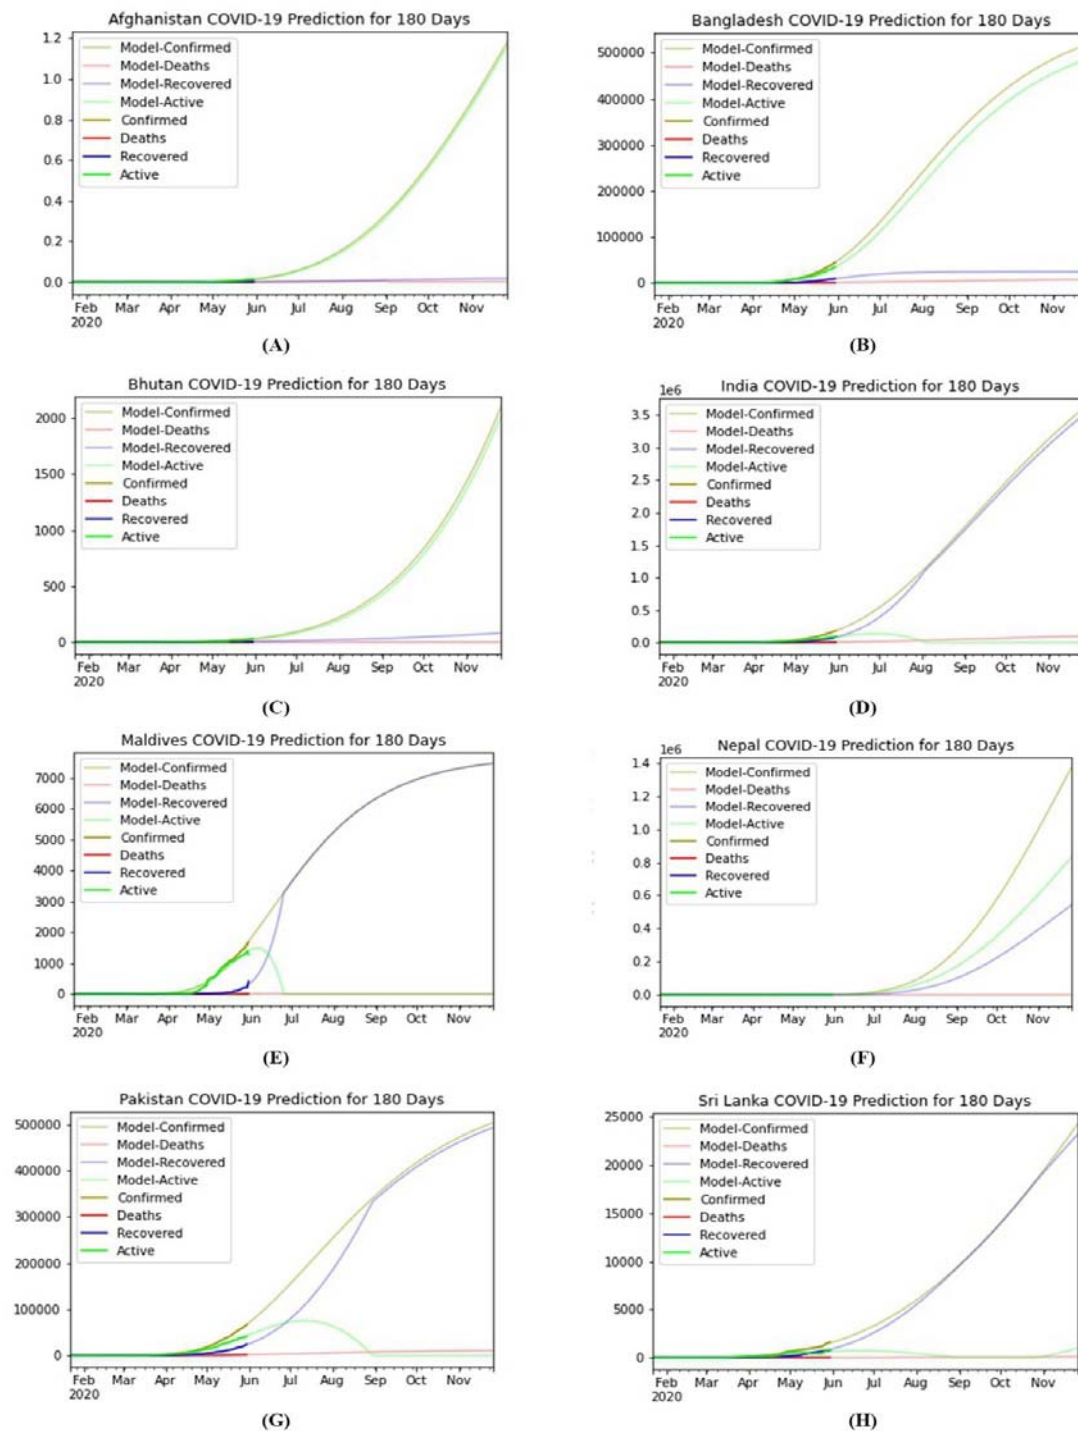 Afghanistan COVID-19 Prediction for 180 Days
1.2
1.0
0.8
0.6
0.4
0.2
0.0
Model-Confirmed
Model-Deaths
Model-Recovered
Model-Active
Confirmed
Deaths
Recovered
Active
Feb Mar Apr May Jun Jul Aug Sep Oct Nov
2020
(A)
Bangladesh COVID-19 Prediction for 180 Days
500000
400000
300000
200000
100000
0
Model-Confirmed
Model-Deaths
Model-Recovered
Model-Active
Confirmed
Deaths
Recovered
Active
Feb Mar Apr May Jun Jul Aug Sep Oct Nov
2020
(B)
Bhutan COVID-19 Prediction for 180 Days
2000
1500
1000
500
0
Model-Confirmed
Model-Deaths
Model-Recovered
Model-Active
Confirmed
Deaths
Recovered
Active
Feb Mar Apr May Jun Jul Aug Sep Oct Nov
2020
(C)
India COVID-19 Prediction for 180 Days
1e6
3.5
3.0
2.5
2.0
1.5
1.0
0.5
0.0
Model-Confirmed
Model-Deaths
Model-Recovered
Model-Active
Confirmed
Deaths
Recovered
Active
Feb Mar Apr May Jun Jul Aug Sep Oct Nov
2020
(D)
Maldives COVID-19 Prediction for 180 Days
7000
6000
5000
4000
3000
2000
1000
0
Model-Confirmed
Model-Deaths
Model-Recovered
Model-Active
Confirmed
Deaths
Recovered
Active
Feb Mar Apr May Jun Jul Aug Sep Oct Nov
2020
(E)
Nepal COVID-19 Prediction for 180 Days
1e6
1.4
1.2
1.0
0.8
0.6
0.4
0.2
0.0
Model-Confirmed
Model-Deaths
Model-Recovered
Model-Active
Confirmed
Deaths
Recovered
Active
Feb Mar Apr May Jun Jul Aug Sep Oct Nov
2020
(F)
Pakistan COVID-19 Prediction for 180 Days
500000
400000
300000
200000
100000
0
Model-Confirmed
Model-Deaths
Model-Recovered
Model-Active
Confirmed
Deaths
Recovered
Active
Feb Mar Apr May Jun Jul Aug Sep Oct Nov
2020
(G)
Sri Lanka COVID-19 Prediction for 180 Days
25000
20000
15000
10000
5000
0
Model-Confirmed
Model-Deaths
Model-Recovered
Model-Active
Confirmed
Deaths
Recovered
Active
Feb Mar Apr May Jun Jul Aug Sep Oct Nov
2020
(H)